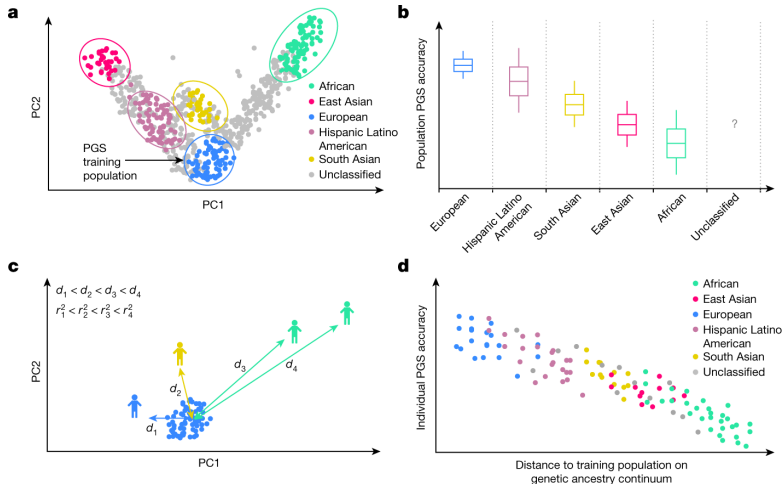 a
PC2
PC1
PGS
training
population
African
East Asian
European
Hispanic Latino
American
South Asian
Unclassified
b
Population PGS accuracy
European
Hispanic Latino
American
South Asian
East Asian
African
Unclassified
?
c
d1 < d2 < d3 < d4
r²1 < r²2 < r²3 < r²4
PC2
PC1
d1
d2
d3
d4
d
Individual PGS accuracy
African
East Asian
European
Hispanic Latino
American
South Asian
Unclassified
Distance to training population on
genetic ancestry continuum